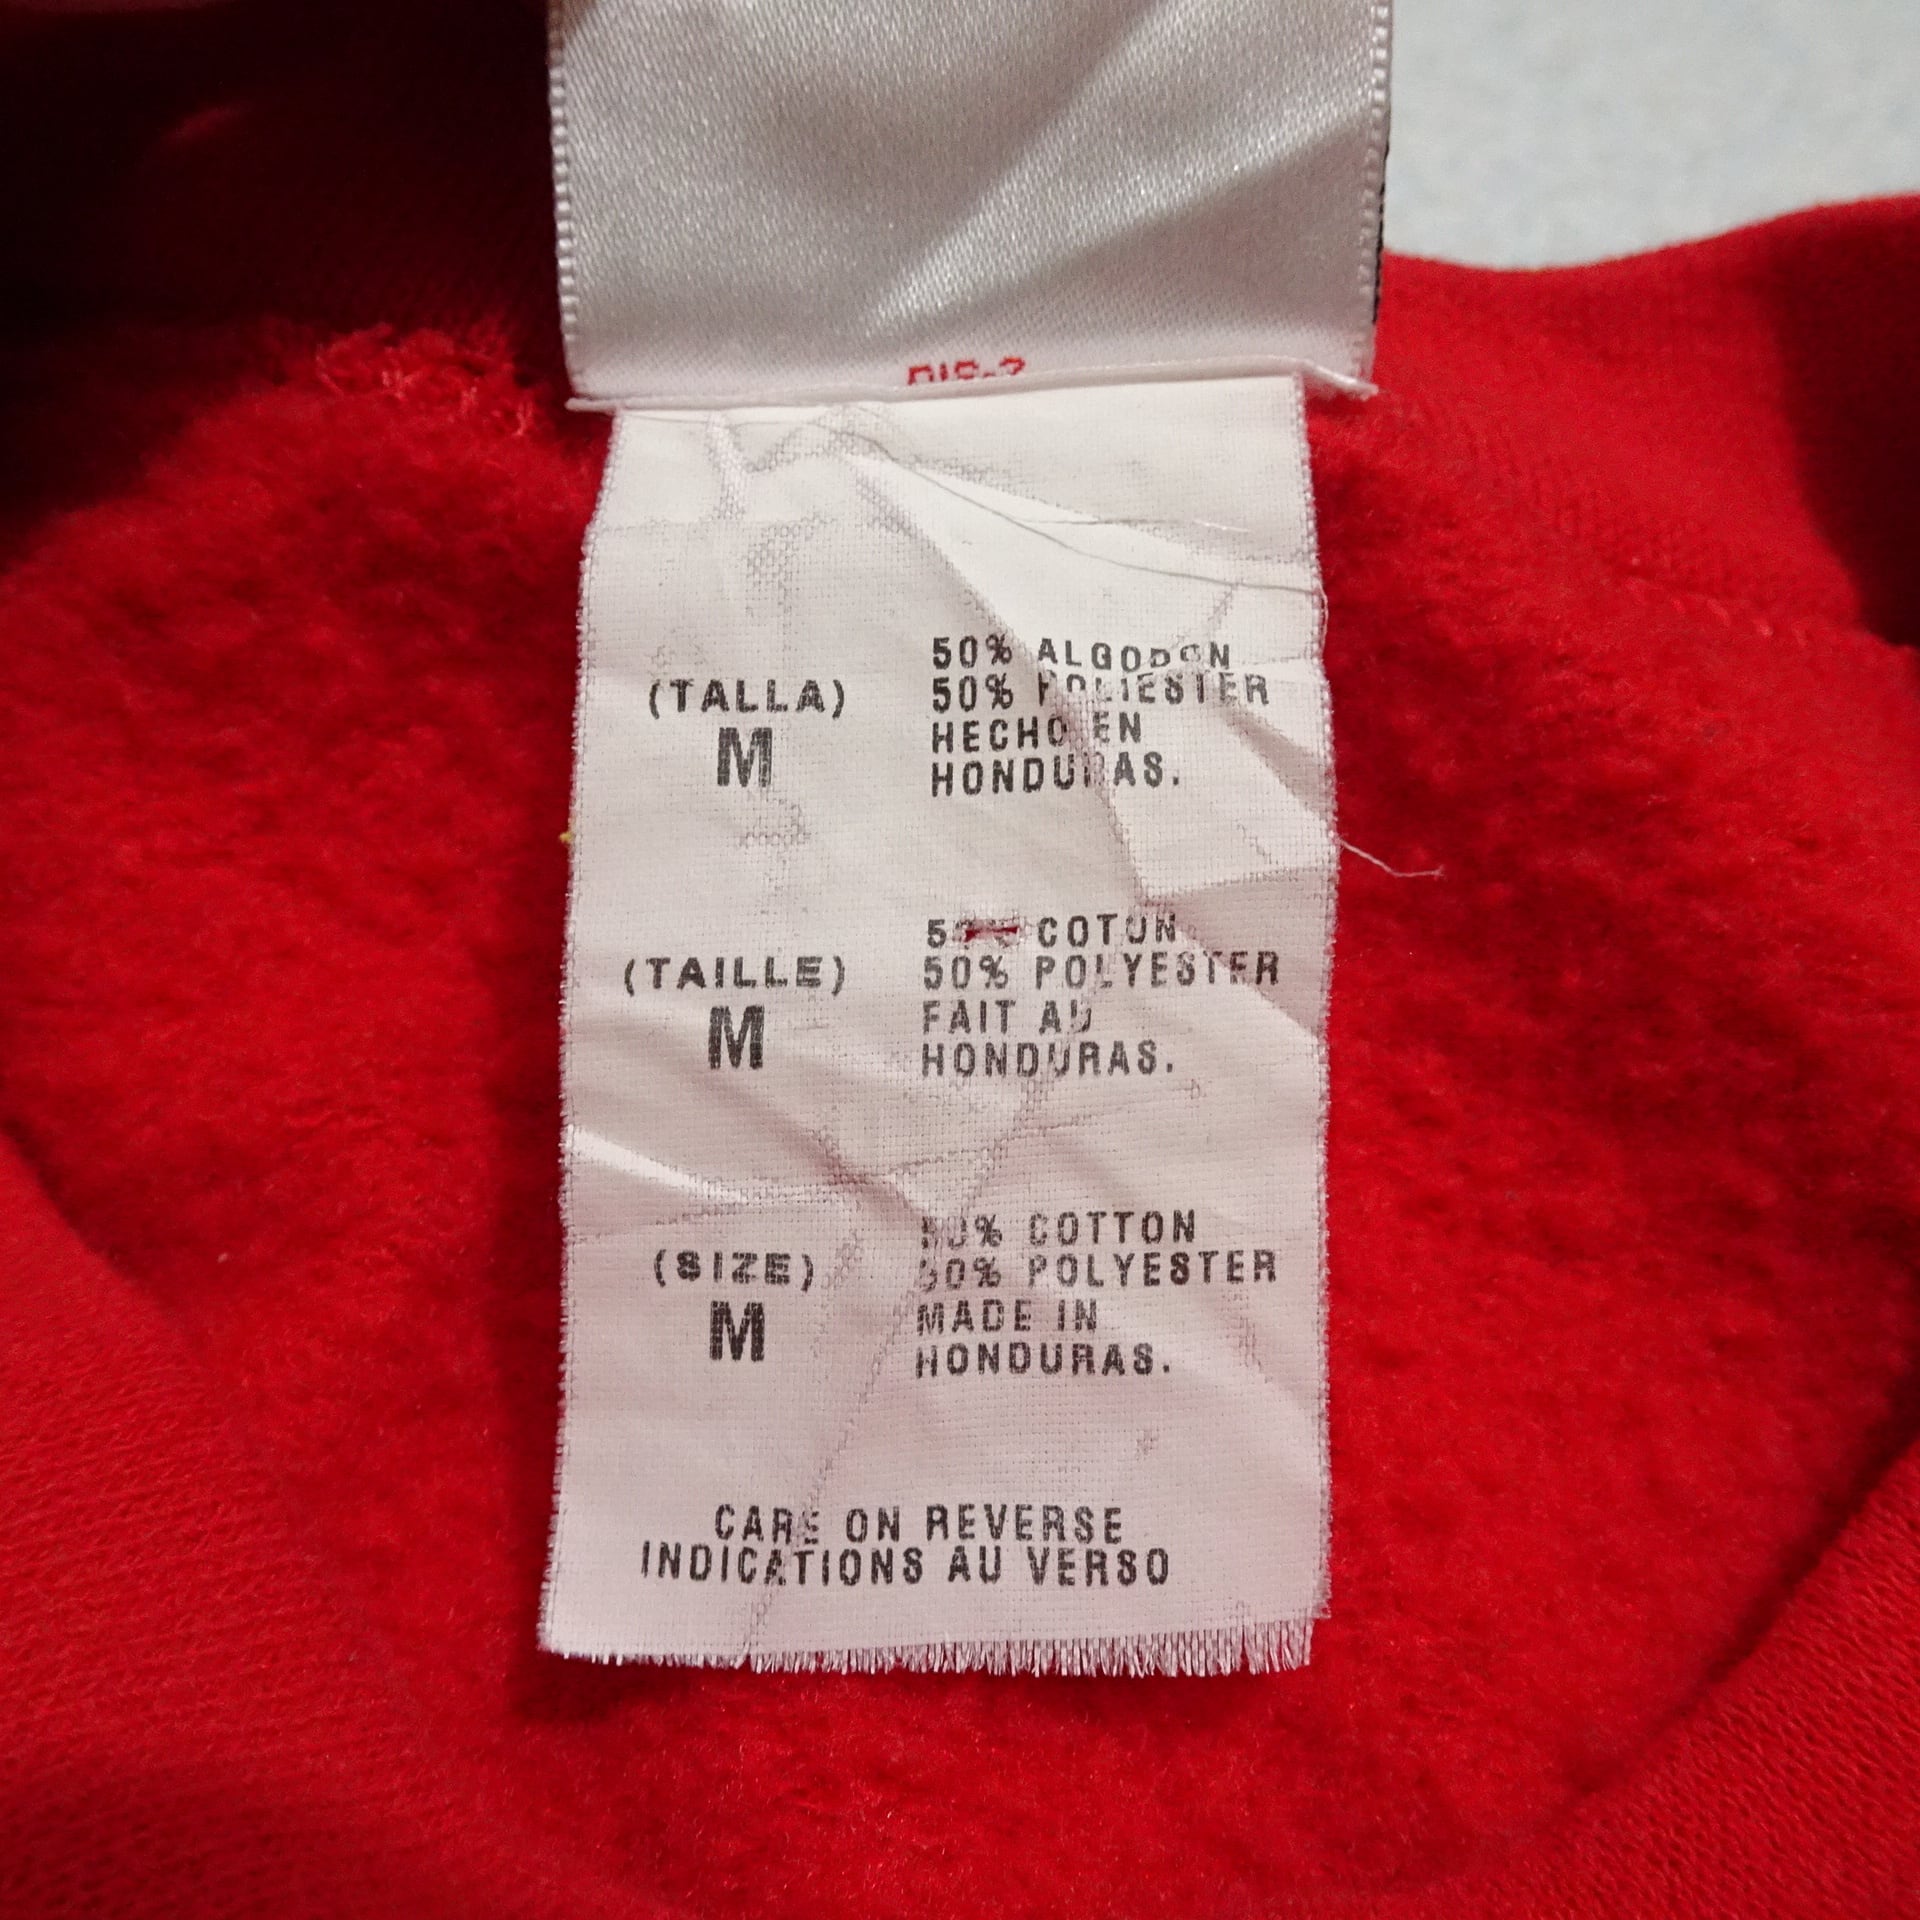 (TALLA)
M
50% ALGODON
50% POLIESTER
HECHO EN
HONDURAS.
(TAILLE)
M
50% COTON
50% POLYESTER
FAIT AU
HONDURAS.
(SIZE)
M
50% COTTON
50% POLYESTER
MADE IN
HONDURAS.
CARE ON REVERSE
INDICATIONS AU VERSO